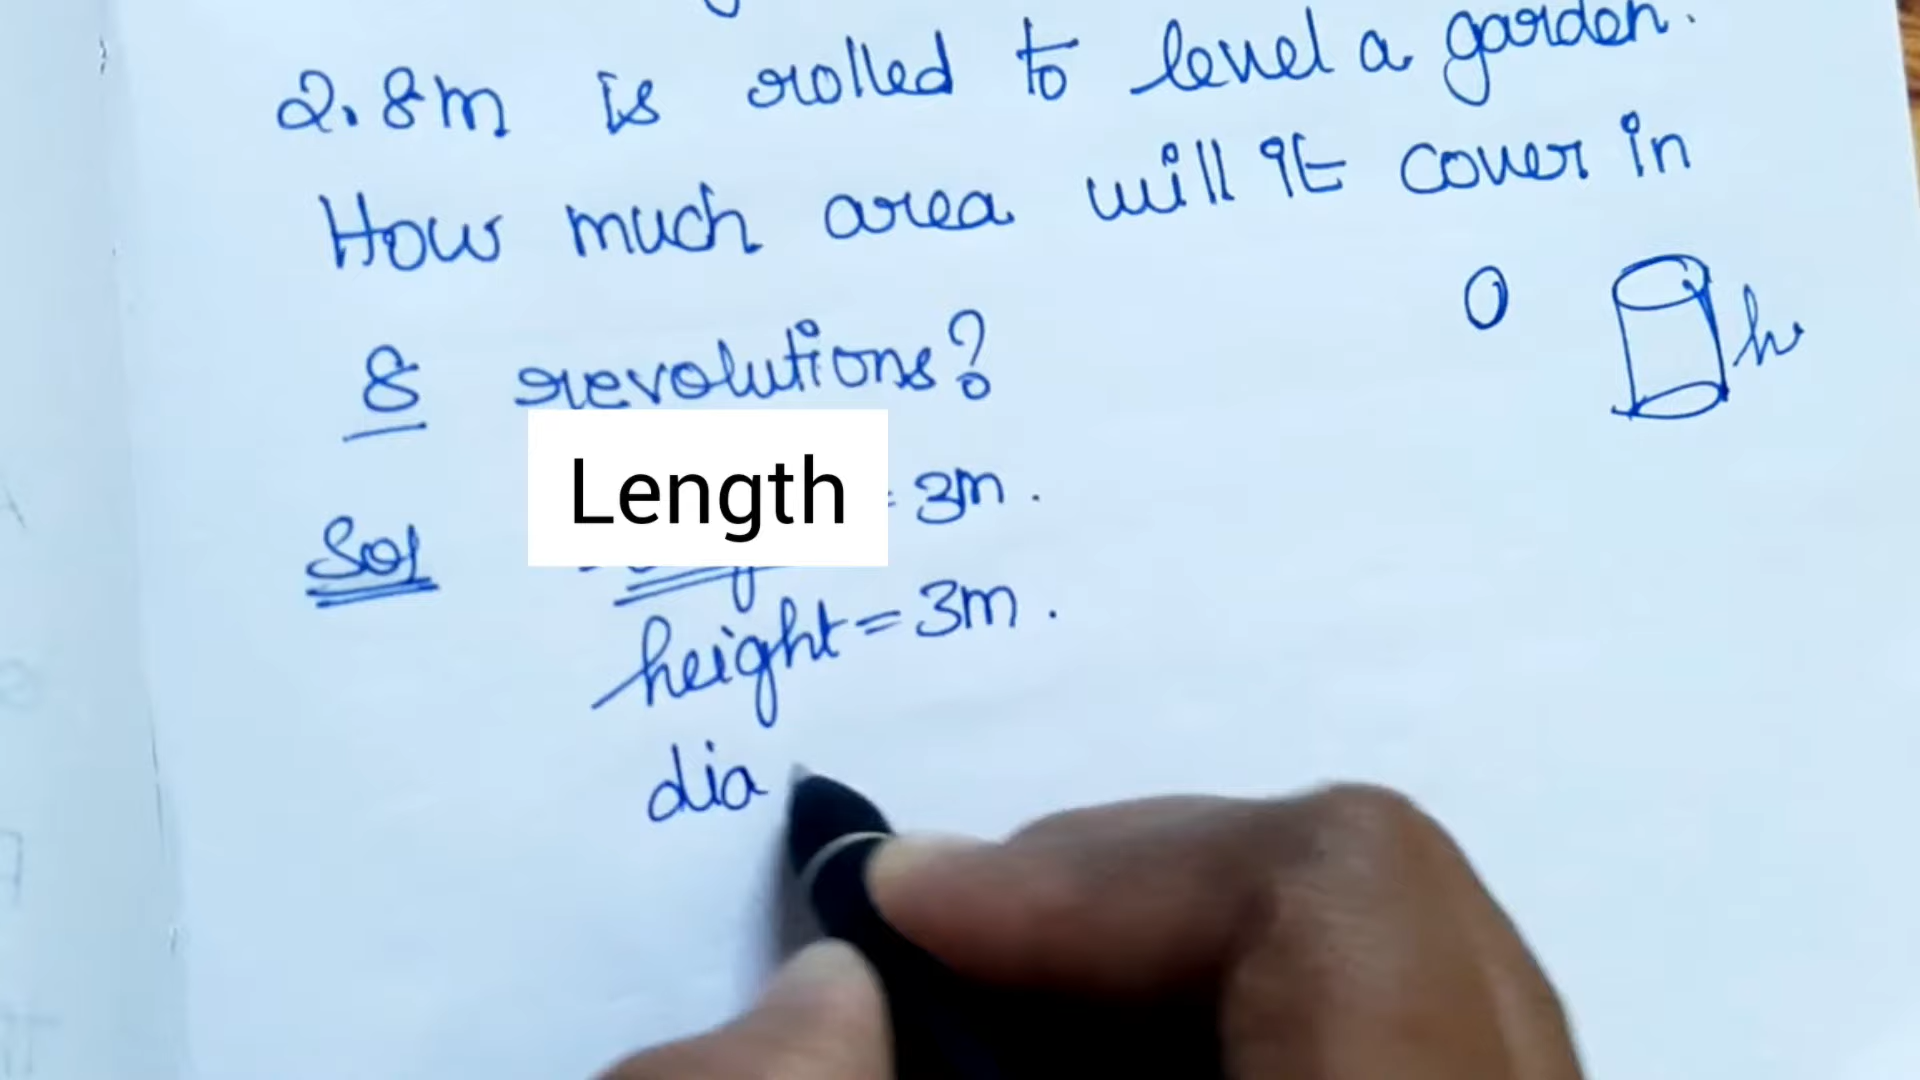 2.8m is rolled to level a garden.
How much area will it cover in
8 revolutions?
h
Sol Length = 3m.
height = 3m.
dia